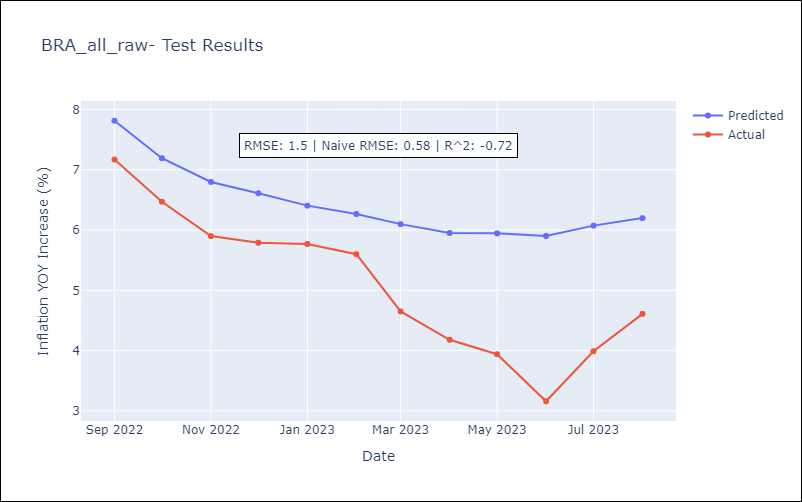 BRA_all_raw- Test Results
Predicted
Actual
RMSE: 1.5 | Naive RMSE: 0.58 | R^2: -0.72
Inflation YOY Increase (%)
8
7
6
5
4
3
Sep 2022 Nov 2022 Jan 2023 Mar 2023 May 2023 Jul 2023
Date